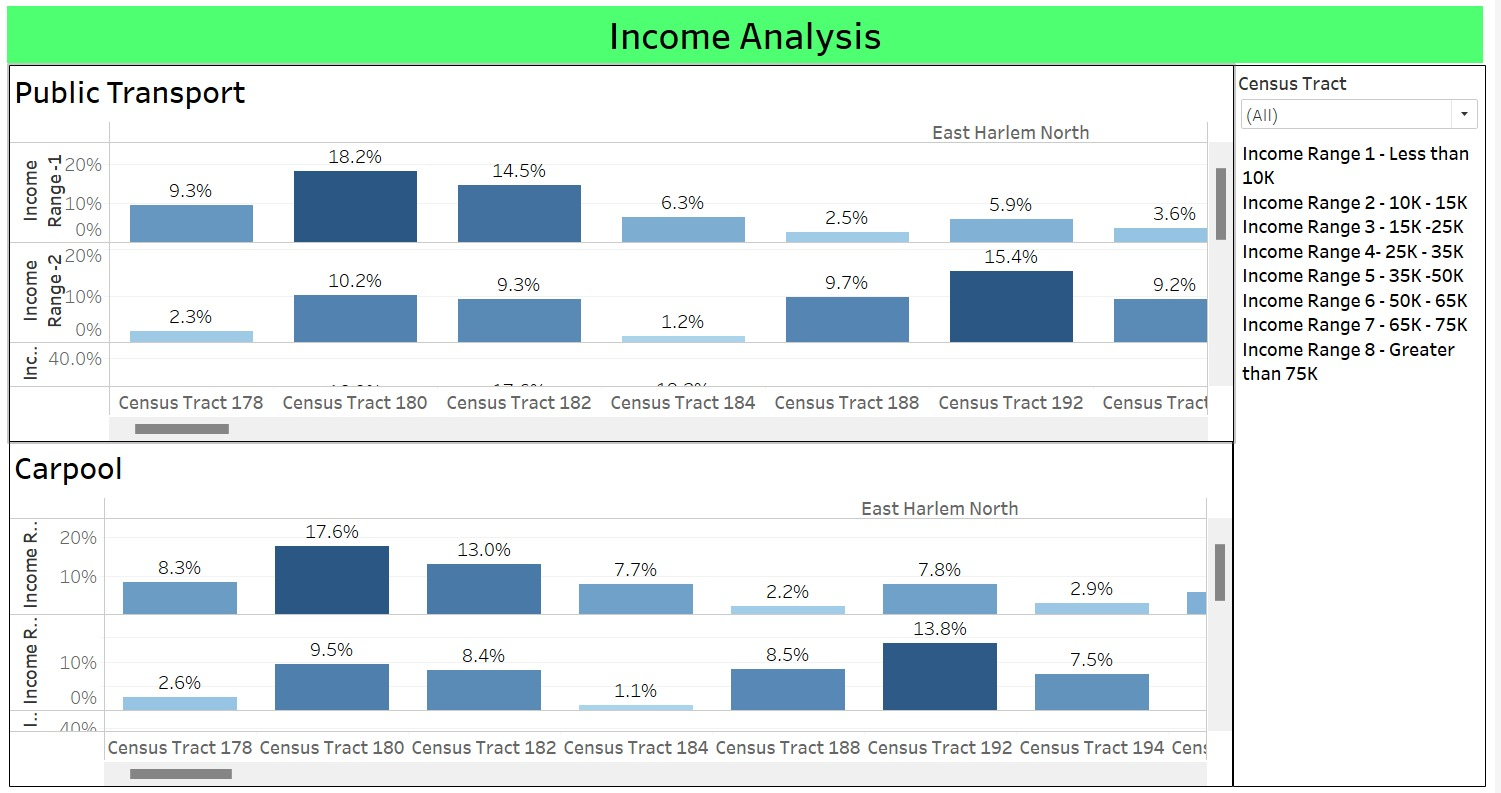 Income Analysis
Public Transport
East Harlem North
Income Range -1
20%
10%
0%
9.3%
18.2%
14.5%
6.3%
2.5%
5.9%
3.6%
Income Range -2
20%
10%
0%
2.3%
10.2%
9.3%
1.2%
9.7%
15.4%
9.2%
Inc..
40.0%
Census Tract 178
Census Tract 180
Census Tract 182
Census Tract 184
Census Tract 188
Census Tract 192
Census Tract
Carpool
East Harlem North
Income R..
20%
10%
8.3%
17.6%
13.0%
7.7%
2.2%
7.8%
2.9%
Income R..
10%
0%
2.6%
9.5%
8.4%
1.1%
8.5%
13.8%
7.5%
I..
40%
Census Tract 178
Census Tract 180
Census Tract 182
Census Tract 184
Census Tract 188
Census Tract 192
Census Tract 194
Census Tract
(All)
Income Range 1 - Less than
10K
Income Range 2 - 10K - 15K
Income Range 3 - 15K -25K
Income Range 4- 25K - 35K
Income Range 5 - 35K -50K
Income Range 6 - 50K - 65K
Income Range 7 - 65K - 75K
Income Range 8 - Greater
than 75K